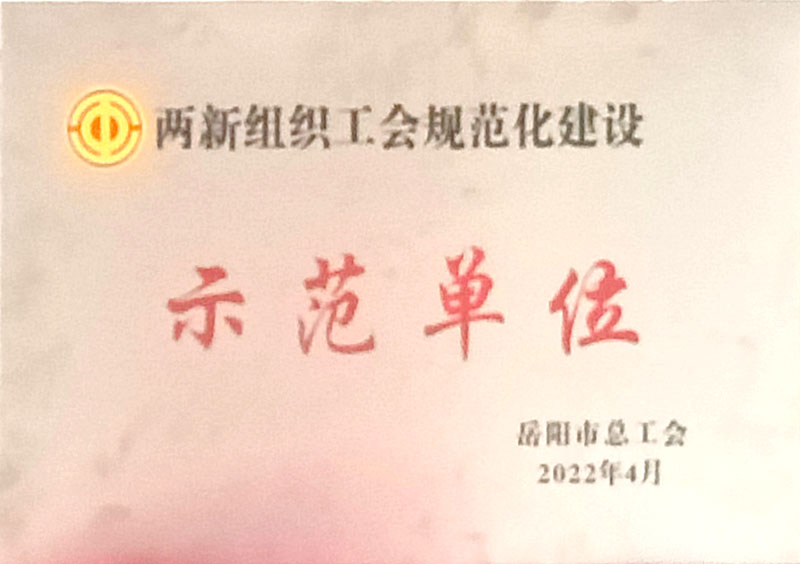 两新组织工会规范化建设
示范单位
岳阳市总工会
2022年4月